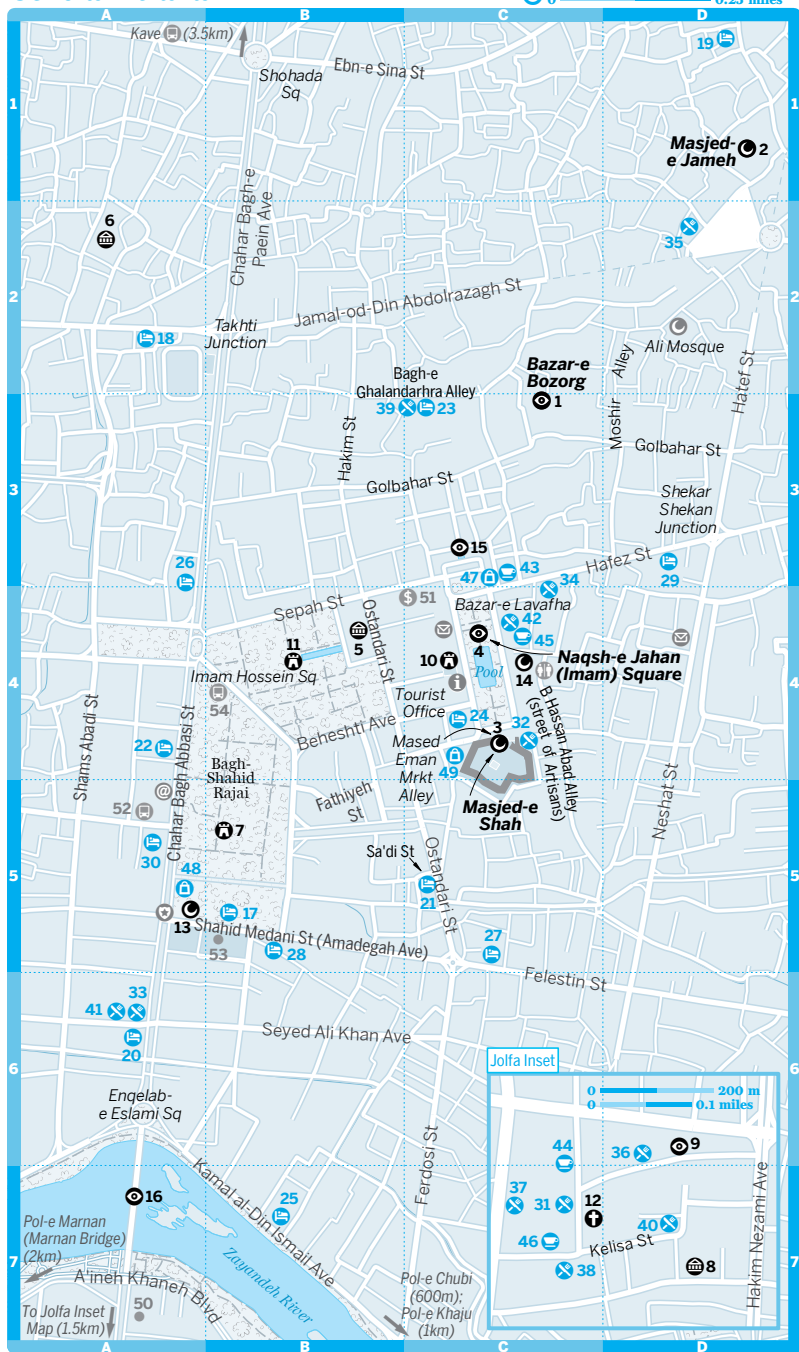 0
0.25 miles
A
B
C
D
Kave
(3.5km)
19
Ebn-e Sina St
Shohada
Sq
1
1
Masjed-
e Jameh
2
Chahar Bagh-e
Paein Ave
6
35
2
2
Jamal-od-Din Abdolrazagh St
18
Takhti
Junction
Ali Mosque
Moshir Alley
Hatef St
Bagh-e
Ghalandarhra Alley
Bazar-e
Bozorg
39
23
1
Hakim St
Golbahar St
Golbahar St
3
3
Shekar
Shekan
Junction
15
26
47
43
34
Hafez St
29
Sepah St
51
Bazar-e Lavafha
Ostandari St
42
45
11
5
10
4
Naqsh-e Jahan
(Imam) Square
Pool
14
4
4
Imam Hossein Sq
54
Shams Abadi St
Chahar Bagh Abbasi St
Tourist
Office
24
3
32
B Hassan Abad Alley
(street of Artisans)
Beheshti Ave
22
Mased
Eman
Mrkt
Alley
49
Bagh-
Shahid
Rajai
Fathiyeh
St
Masjed-e
Shah
Neshat St
@
52
7
30
Sa'di St
Ostandari St
5
5
48
21
13
17
53
Shahid Medani St (Amadegah Ave)
28
27
Felestin St
41
33
Seyed Ali Khan Ave
20
6
6
Jolfa Inset
0
200 m
0
0.1 miles
Enqelab-
e Eslami Sq
Ferdosi St
44
36
9
Kamal al-Din Ismail Ave
16
25
37
31
12
40
Hakim Nezami Ave
46
Kelisa St
38
8
7
7
Pol-e Marnan
(Marnan Bridge)
(2km)
Zayandeh River
A'ineh Khaneh Blvd
Pol-e Chubi
(600m);
Pol-e Khaju
(1km)
50
To Jolfa Inset
Map (1.5km)
A
B
C
D